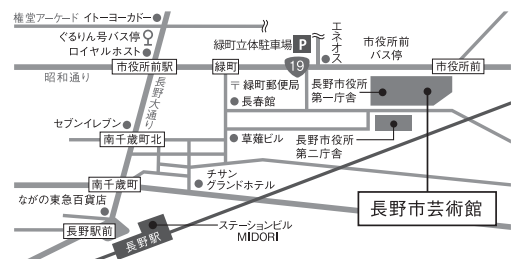 権堂アーケード
イトーヨーカドー
ぐるりん号バス停
ロイヤルホスト
緑町立体駐車場
P
エネオス
市役所前
バス停
昭和通り
市役所前駅
緑町
19
市役所前
長野大通り
〒緑町郵便局
長春館
長野市役所
第一庁舎
セブンイレブン
南千歳町北
草薙ビル
長野市役所
第二庁舎
南千歳町
チサン
グランドホテル
ながの東急百貨店
長野市芸術館
長野駅前
長野駅
ステーションビル
MIDORI